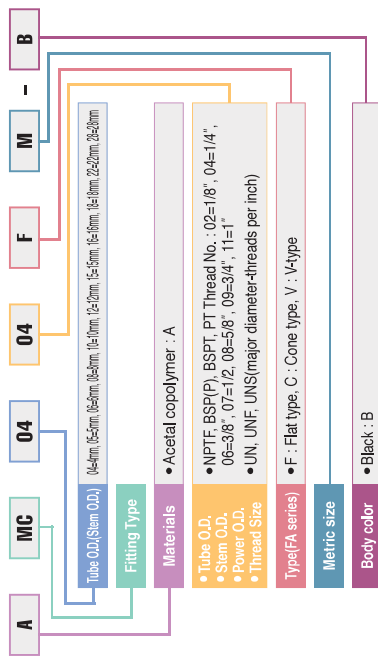 A MC 04 04 F M - B
Tube O.D,(Stem O.D.)
04=4mm, 05=5mm, 06=6mm, 08=8mm, 10=10mm, 12=12mm, 15=15mm, 16=16mm, 18=18mm, 22=22mm, 28=28mm
Fitting Type
Materials
• Acetal copolymer : A
• Tube O.D,
• Stem O.D.
• Power O.D.
• Thread Size
• NPTF, BSP(P), BSPT, PT Thread No. : 02=1/8", 04=1/4",
06=3/8", 07=1/2, 08=5/8", 09=3/4", 11=1"
• UN, UNF, UNS(major diameter-threads per inch)
Type(FA series)
• F : Flat type, C : Cone type, V : V-type
Metric size
Body color
• Black : B